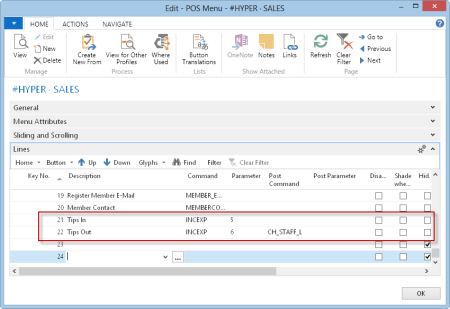 Edit - POS Menu - #HYPER · SALES
HOME ACTIONS NAVIGATE
View Edit New Delete Create New From View for Other Profiles Where Used Button Translations OneNote Notes Links Refresh Clear Filter Go to Previous Next
Manage Process Lists Show Attached Page
#HYPER · SALES
General
Menu Attributes
Sliding and Scrolling
Lines
Home Button Up Down Glyphs Find Filter Clear Filter
Key No. Description Command Parameter Post Command Post Parameter Disa... Shade whe... Hid.
19 Register Member E-Mail MEMBER_E...
20 Member Contact MEMBERCO...
21 Tips In INCEXP 5
22 Tips Out INCEXP 6 CH_STAFF_L
23
24 ...
OK